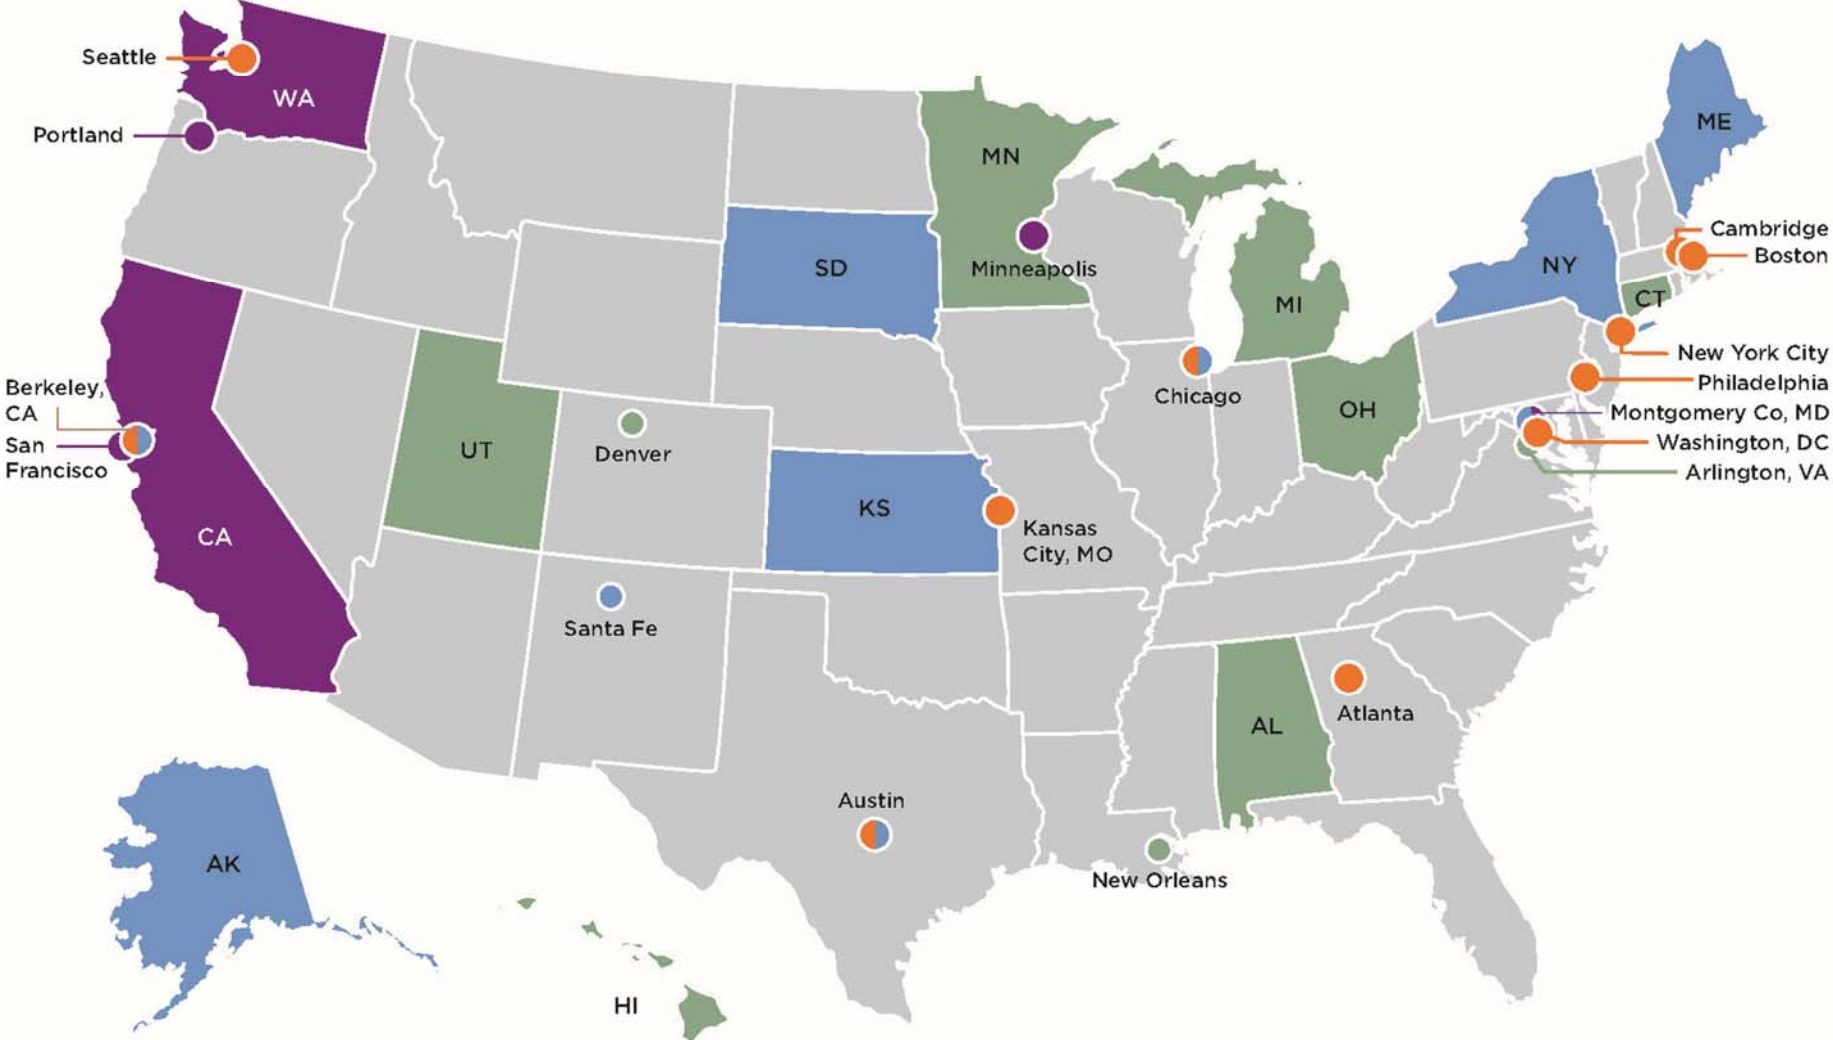 Seattle
WA
Portland
MN
ME
Minneapolis
SD
MI
NY
Cambridge
Boston
CT
New York City
Philadelphia
Montgomery Co, MD
Washington, DC
Arlington, VA
Berkeley,
CA
San
Francisco
CA
UT
Denver
Chicago
OH
KS
Kansas
City, MO
Santa Fe
AL
Atlanta
Austin
New Orleans
AK
HI